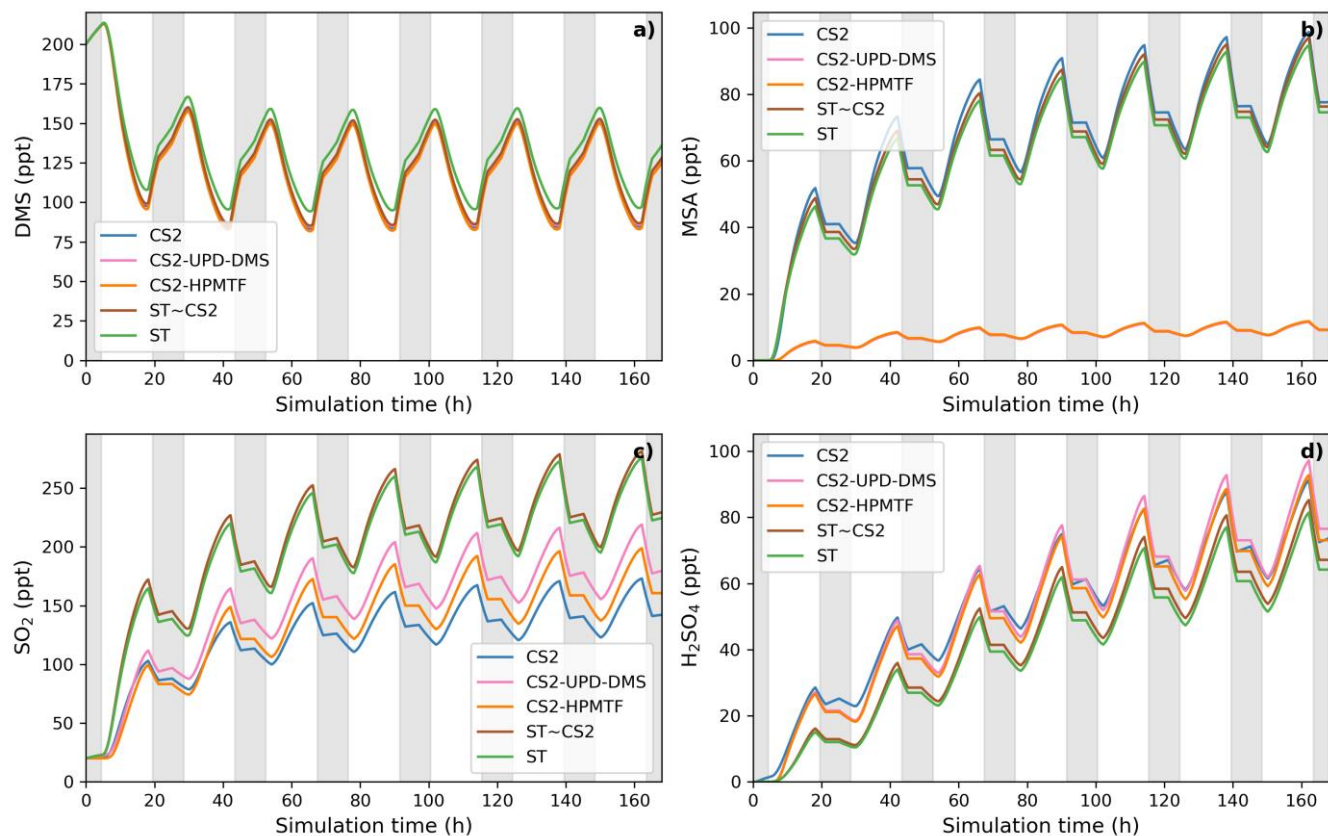 a)
DMS (ppt)
200
175
150
125
100
75
50
25
0
CS2
CS2-UPD-DMS
CS2-HPMTF
ST~CS2
ST
0 20 40 60 80 100 120 140 160
Simulation time (h)
b)
MSA (ppt)
100
80
60
40
20
0
CS2
CS2-UPD-DMS
CS2-HPMTF
ST~CS2
ST
0 20 40 60 80 100 120 140 160
Simulation time (h)
c)
SO₂ (ppt)
250
200
150
100
50
0
CS2
CS2-UPD-DMS
CS2-HPMTF
ST~CS2
ST
0 20 40 60 80 100 120 140 160
Simulation time (h)
d)
H₂SO₄ (ppt)
100
80
60
40
20
0
CS2
CS2-UPD-DMS
CS2-HPMTF
ST~CS2
ST
0 20 40 60 80 100 120 140 160
Simulation time (h)